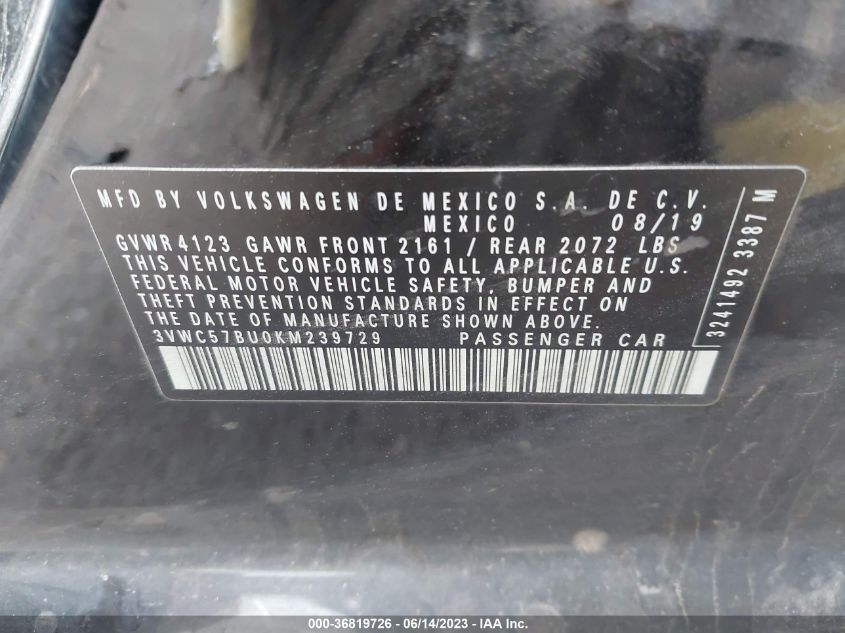 MFD BY VOLKSWAGEN DE MEXICO S.A. DE C.V.
MEXICO 08/19
GVWR 4123 GAWR FRONT 2161 / REAR 2072 LBS
THIS VEHICLE CONFORMS TO ALL APPLICABLE U.S.
FEDERAL MOTOR VEHICLE SAFETY, BUMPER AND
THEFT PREVENTION STANDARDS IN EFFECT ON
THE DATE OF MANUFACTURE SHOWN ABOVE.
3VWC57BU0KM239729 PASSENGER CAR
3241492 3387 M
000-36819726 - 06/14/2023 - © IAA, Inc.